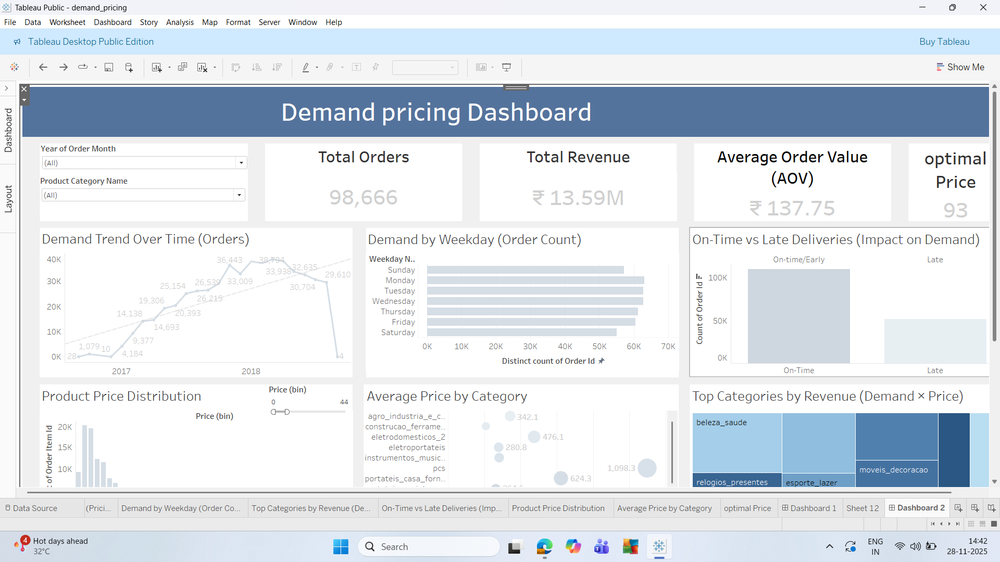 Tableau Public - demand_pricing
File Data Worksheet Dashboard Story Analysis Map Format Server Window Help
Tableau Desktop Public Edition
Buy Tableau
Show Me
Dashboard
Layout
Demand pricing Dashboard
Year of Order Month
(All)
Product Category Name
(All)
Total Orders
98,666
Total Revenue
₹ 13.59M
Average Order Value
(AOV)
₹ 137.75
optimal
Price
93
Demand Trend Over Time (Orders)
40K
30K
20K
10K
0K
28
1,079
10
4,184
9,377
14,138
14,693
19,306
20,393
25,154
26,539
26,215
36,443
33,009
38,794
33,938
32,635
30,704
29,610
4
2017
2018
Demand by Weekday (Order Count)
Weekday N..
Sunday
Monday
Tuesday
Wednesday
Thursday
Friday
Saturday
0K 10K 20K 30K 40K 50K 60K 70K
Distinct count of Order Id
On-Time vs Late Deliveries (Impact on Demand)
On-time/Early
Late
Count of Order Id
100K
50K
0K
On-Time
Late
Product Price Distribution
Price (bin)
0
44
Price (bin)
of Order Item Id
20K
15K
10K
Average Price by Category
agro_industria_e_c..
342.1
construcao_ferrame..
eletrodomesticos_2
476.1
eletroportateis
280.8
instrumentos_music..
pcs
1,098.3
portateis_casa_forn..
624.3
Top Categories by Revenue (Demand × Price)
beleza_saude
relogios_presentes
esporte_lazer
moveis_decoracao
Data Source
(Prici...
Demand by Weekday (Order Co...
Top Categories by Revenue (De...
On-Time vs Late Deliveries (Imp...
Product Price Distribution
Average Price by Category
optimal Price
Dashboard 1
Sheet 12
Dashboard 2
4
Hot days ahead
32°C
Search
ENG
IN
14:42
28-11-2025